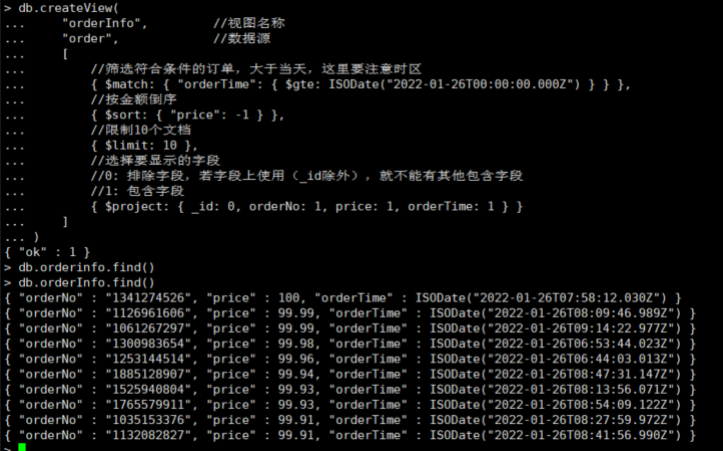 > db.createView(
...     "orderInfo",         //视图名称
...     "order",             //数据源
...     [
...         //筛选符合条件的订单，大于当天，这里要注意时区
...         { $match: { "orderTime": { $gte: ISODate("2022-01-26T00:00:00.000Z") } } },
...         //按金额倒序
...         { $sort: { "price": -1 } },
...         //限制10个文档
...         { $limit: 10 },
...         //选择要显示的字段
...         //0: 排除字段，若字段上使用（_id除外），就不能有其他包含字段
...         //1: 包含字段
...         { $project: { _id: 0, orderNo: 1, price: 1, orderTime: 1 } }
...     ]
... )
{ "ok" : 1 }
> db.orderinfo.find()
> db.orderInfo.find()
{ "orderNo" : "1341274526", "price" : 100, "orderTime" : ISODate("2022-01-26T07:58:12.030Z") }
{ "orderNo" : "1126961606", "price" : 99.99, "orderTime" : ISODate("2022-01-26T08:09:46.989Z") }
{ "orderNo" : "1061267297", "price" : 99.99, "orderTime" : ISODate("2022-01-26T09:14:22.977Z") }
{ "orderNo" : "1300983654", "price" : 99.98, "orderTime" : ISODate("2022-01-26T06:53:44.023Z") }
{ "orderNo" : "1253144514", "price" : 99.96, "orderTime" : ISODate("2022-01-26T06:44:03.013Z") }
{ "orderNo" : "1885128907", "price" : 99.94, "orderTime" : ISODate("2022-01-26T08:47:31.147Z") }
{ "orderNo" : "1525940804", "price" : 99.93, "orderTime" : ISODate("2022-01-26T08:13:56.071Z") }
{ "orderNo" : "1765579911", "price" : 99.93, "orderTime" : ISODate("2022-01-26T08:54:09.122Z") }
{ "orderNo" : "1035153376", "price" : 99.91, "orderTime" : ISODate("2022-01-26T08:27:59.972Z") }
{ "orderNo" : "1132082827", "price" : 99.91, "orderTime" : ISODate("2022-01-26T08:41:56.990Z") }
>